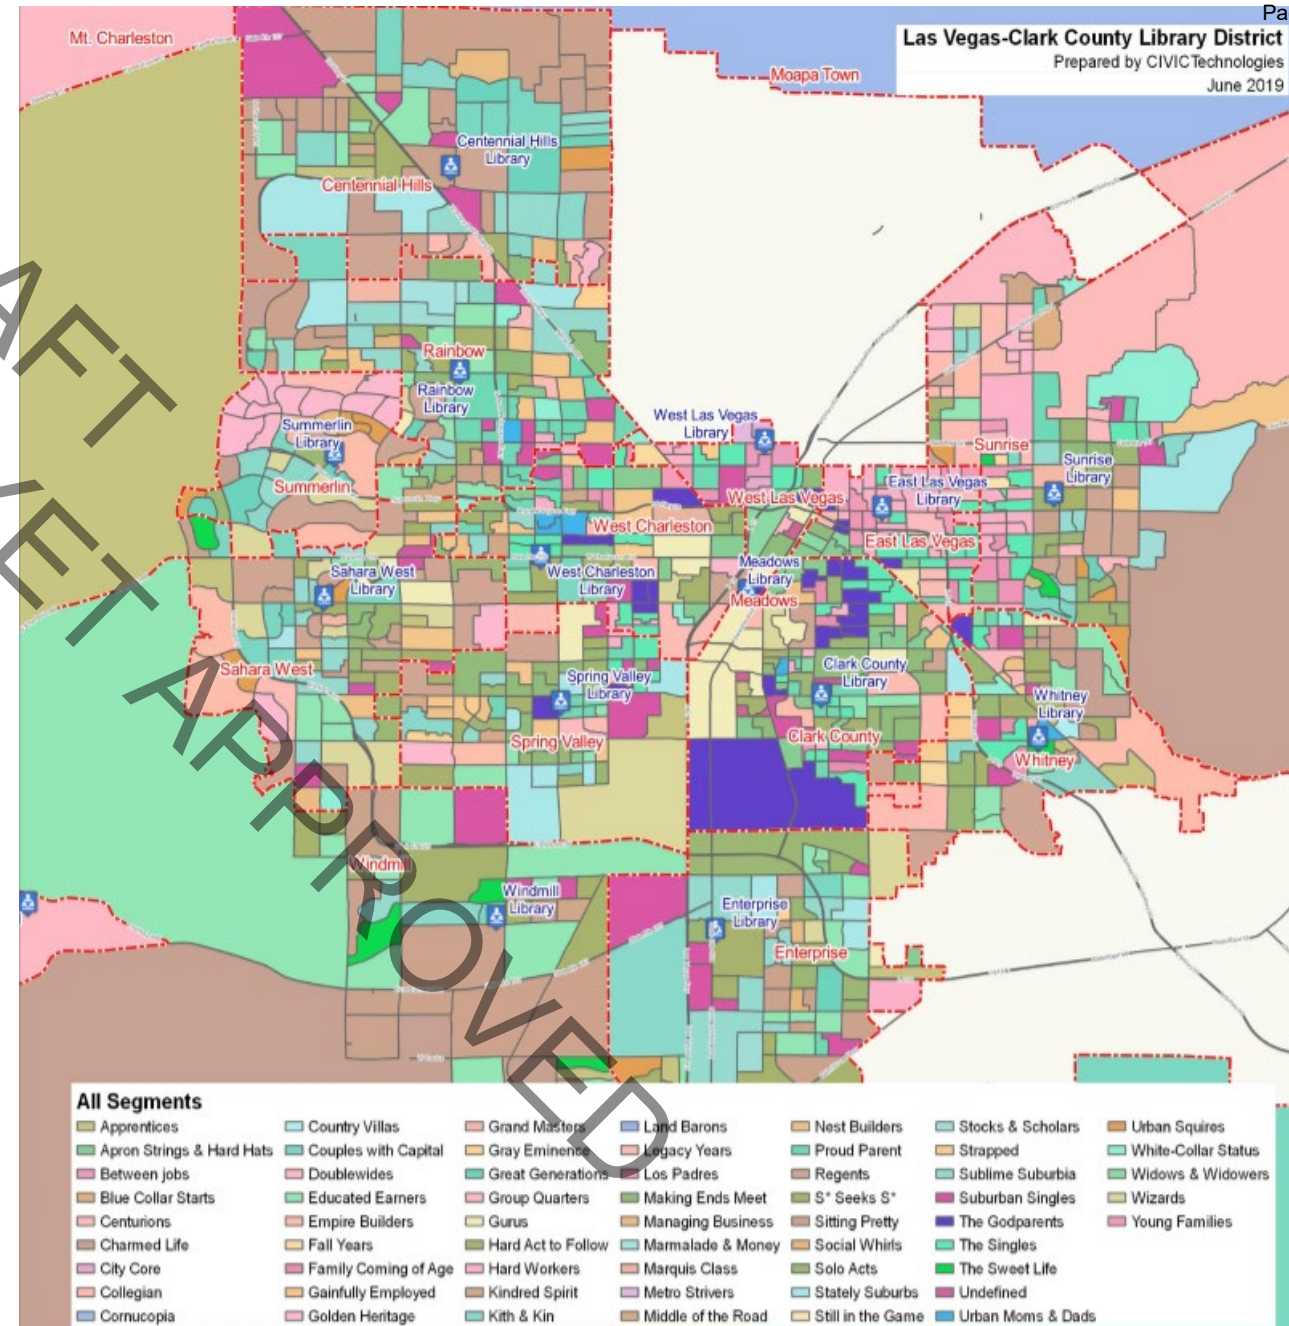 Pa
Las Vegas-Clark County Library District
Prepared by CIVICTechnologies
June 2019
Mt. Charleston
Moapa Town
Centennial Hills
Library
Centennial Hills
Rainbow
Rainbow
Library
Summerlin
Library
Summerlin
West Las Vegas
Library
West Las Vegas
Sunrise
Sunrise
Library
East Las Vegas
Library
East Las Vegas
West Charleston
West Charleston
Library
Meadows
Library
Meadows
Sahara West
Library
Sahara West
Spring Valley
Library
Spring Valley
Clark County
Library
Clark County
Whitney
Library
Whitney
Windmill
Windmill
Library
Enterprise
Library
Enterprise
AFT
YET APPROVED
All Segments
Apprentices
Apron Strings & Hard Hats
Between jobs
Blue Collar Starts
Centurions
Charmed Life
City Core
Collegian
Cornucopia
Country Villas
Couples with Capital
Doublewides
Educated Earners
Empire Builders
Fall Years
Family Coming of Age
Gainfully Employed
Golden Heritage
Grand Masters
Gray Eminence
Great Generations
Group Quarters
Gurus
Hard Act to Follow
Hard Workers
Kindred Spirit
Kith & Kin
Land Barons
Legacy Years
Los Padres
Making Ends Meet
Managing Business
Marmalade & Money
Marquis Class
Metro Strivers
Middle of the Road
Nest Builders
Proud Parent
Regents
S* Seeks S*
Sitting Pretty
Social Whirls
Solo Acts
Stately Suburbs
Still in the Game
Stocks & Scholars
Strapped
Sublime Suburbia
Suburban Singles
The Godparents
The Singles
The Sweet Life
Undefined
Urban Moms & Dads
Urban Squires
White-Collar Status
Widows & Widowers
Wizards
Young Families